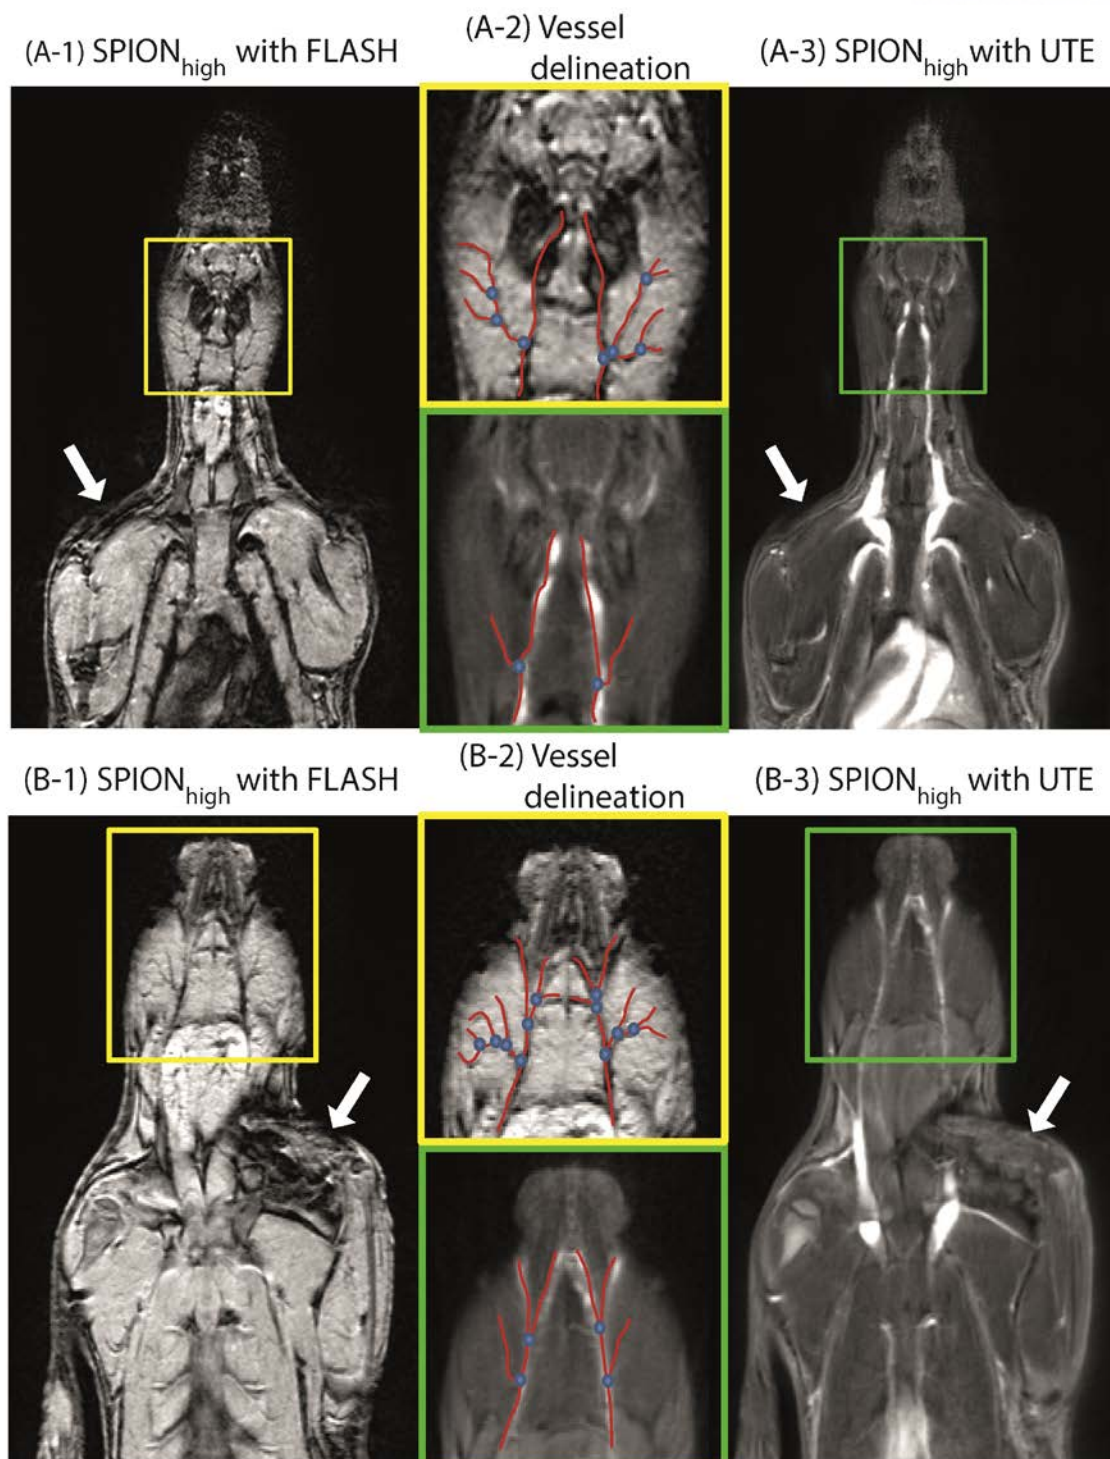 (A-1) SPIONhigh with FLASH
(A-2) Vessel
delineation
(A-3) SPIONhigh with UTE
(B-1) SPIONhigh with FLASH
(B-2) Vessel
delineation
(B-3) SPIONhigh with UTE